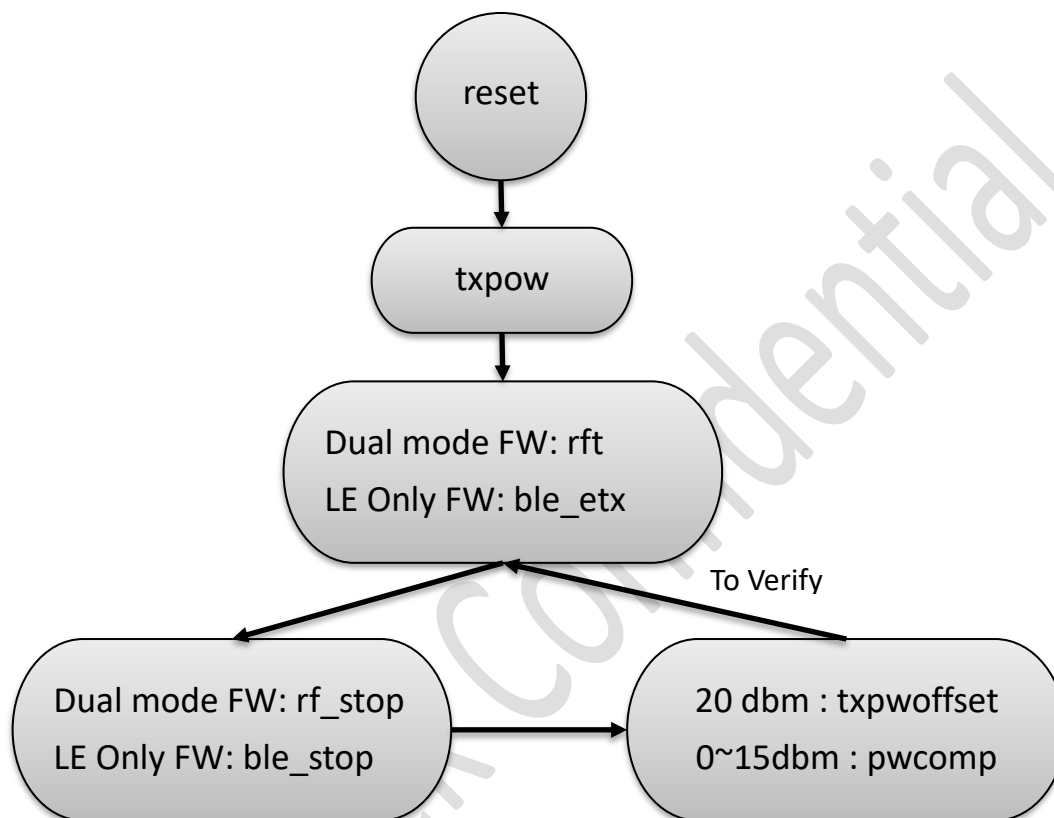 reset
txpow
Dual mode FW: rft
LE Only FW: ble_etx
To Verify
Dual mode FW: rf_stop
LE Only FW: ble_stop
20 dbm : txpwoffset
0~15dbm : pwcomp
Confidential